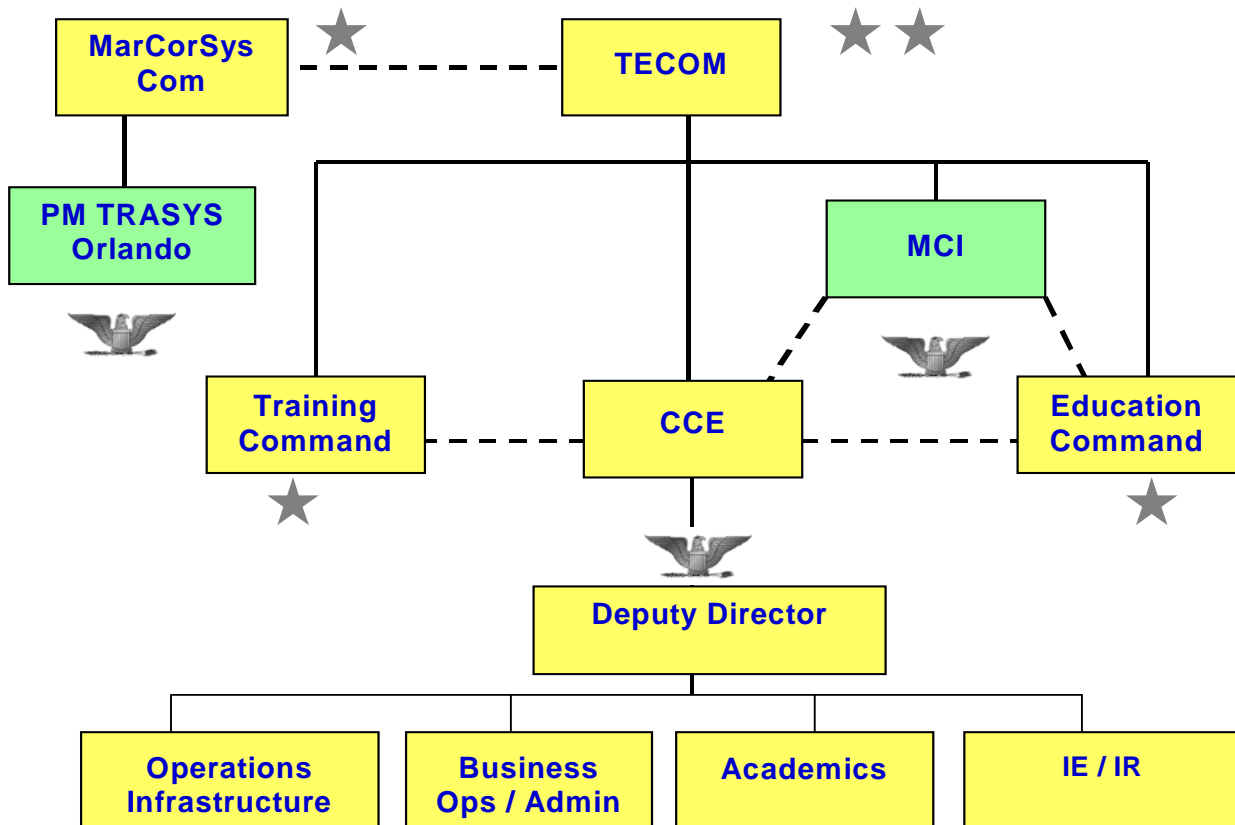 MarCorSys
Com
TECOM
PM TRASYS
Orlando
MCI
Training
Command
CCE
Education
Command
Deputy Director
Operations
Infrastructure
Business
Ops / Admin
Academics
IE / IR